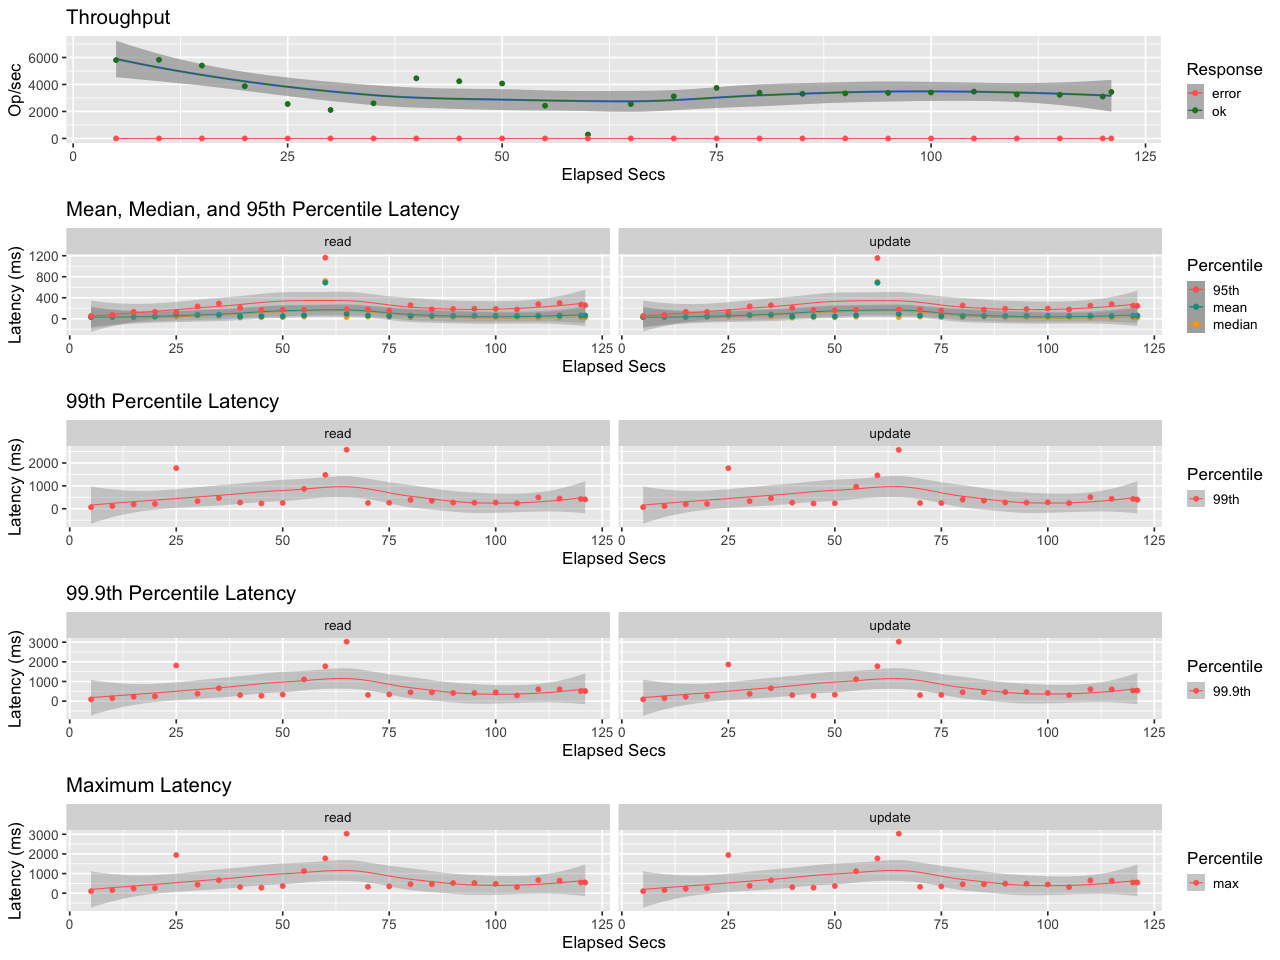 Throughput
Op/sec
6000
4000
2000
0
0 25 50 75 100 125
Elapsed Secs
Response
error
ok
Mean, Median, and 95th Percentile Latency
read update
Latency (ms)
1200
800
400
0
0 25 50 75 100 125 0 25 50 75 100 125
Elapsed Secs
Percentile
95th
mean
median
99th Percentile Latency
read update
Latency (ms)
2000
1000
0
0 25 50 75 100 125 0 25 50 75 100 125
Elapsed Secs
Percentile
99th
99.9th Percentile Latency
read update
Latency (ms)
3000
2000
1000
0
0 25 50 75 100 125 0 25 50 75 100 125
Elapsed Secs
Percentile
99.9th
Maximum Latency
read update
Latency (ms)
3000
2000
1000
0
0 25 50 75 100 125 0 25 50 75 100 125
Elapsed Secs
Percentile
max